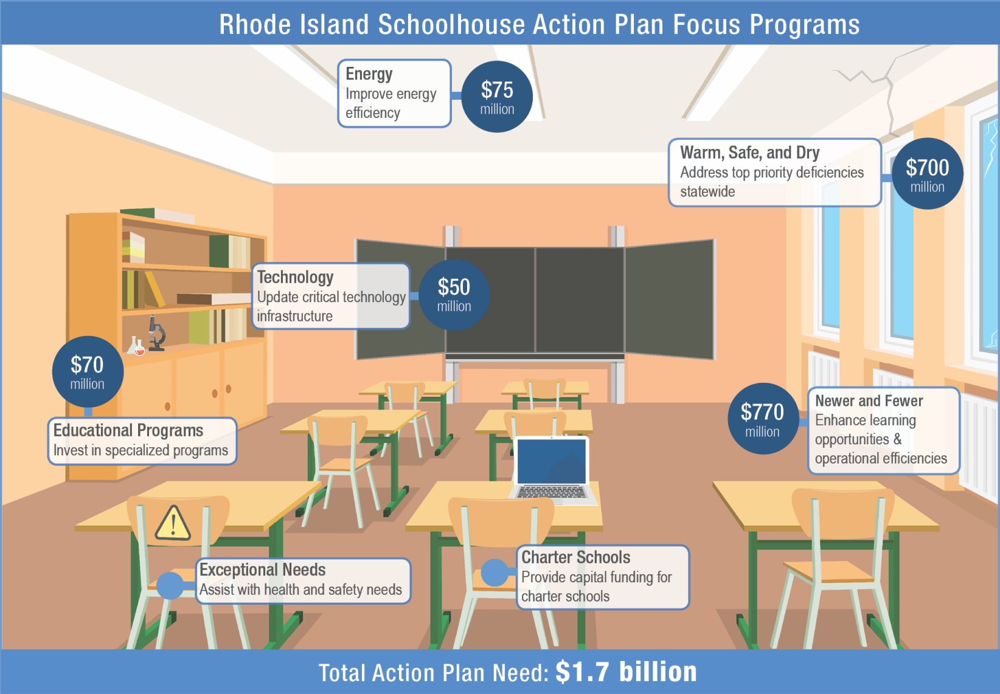 Rhode Island Schoolhouse Action Plan Focus Programs
Energy
Improve energy
efficiency
$75
million
Warm, Safe, and Dry
Address top priority deficiencies
statewide
$700
million
Technology
Update critical technology
infrastructure
$50
million
$70
million
Educational Programs
Invest in specialized programs
$770
million
Newer and Fewer
Enhance learning
opportunities &
operational efficiencies
!
Exceptional Needs
Assist with health and safety needs
Charter Schools
Provide capital funding for
charter schools
Total Action Plan Need: $1.7 billion